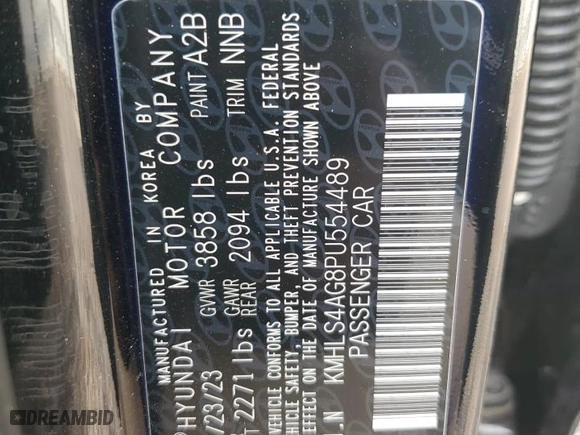 MANUFACTURED IN KOREA BY
HYUNDAI MOTOR COMPANY
/23/23 GVWR 3858 lbs PAINT A2B
2271 lbs GAWR REAR 2094 lbs TRIM NNB
VEHICLE CONFORMS TO ALL APPLICABLE U.S.A. FEDERAL
VEHICLE SAFETY, BUMPER, AND THEFT PREVENTION STANDARDS
EFFECT ON THE DATE OF MANUFACTURE SHOWN ABOVE
KMHLS4AG8PU554489
PASSENGER CAR
DREAMBID